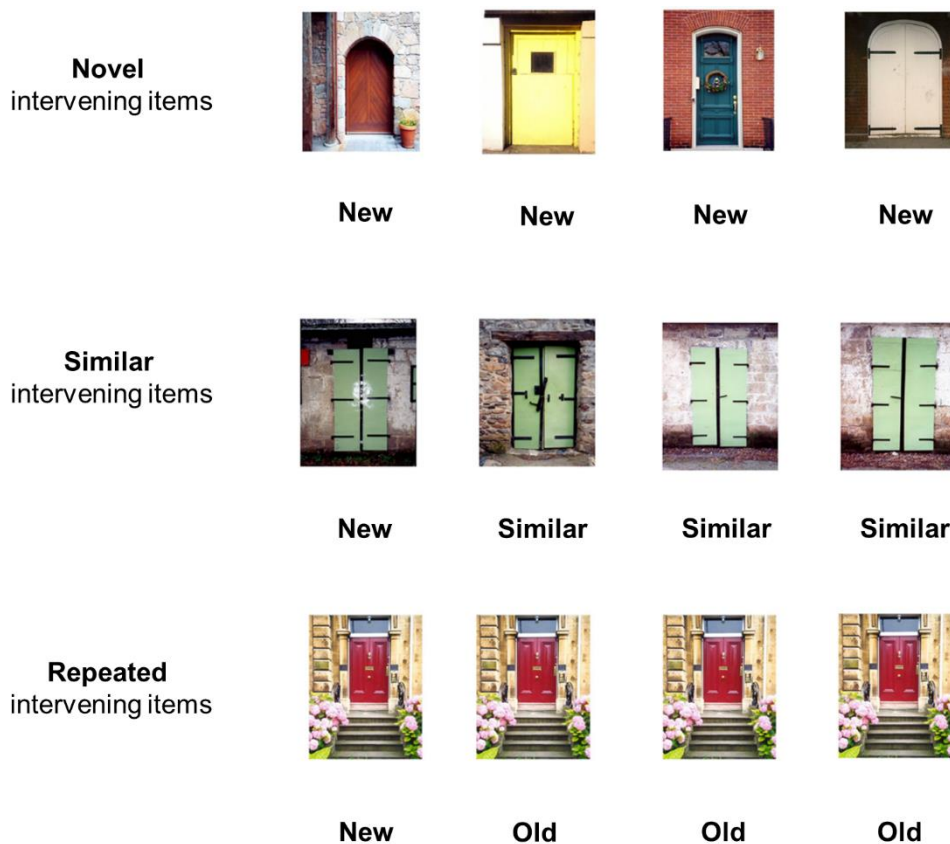 Novel
intervening items
New New New New
Similar
intervening items
New Similar Similar Similar
Repeated
intervening items
New Old Old Old